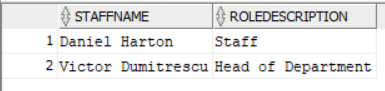 STAFFNAME ROLEDESCRIPTION
1 Daniel Harton Staff
2 Victor Dumitrescu Head of Department